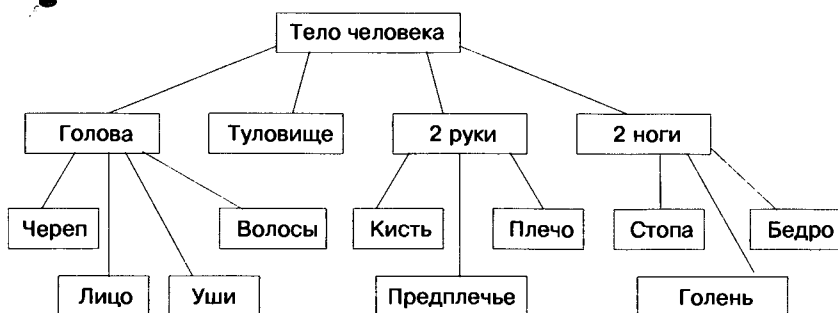 Тело человека
Голова Туловище 2 руки 2 ноги
Череп Волосы Кисть Плечо Стопа Бедро
Лицо Уши Предплечье Голень